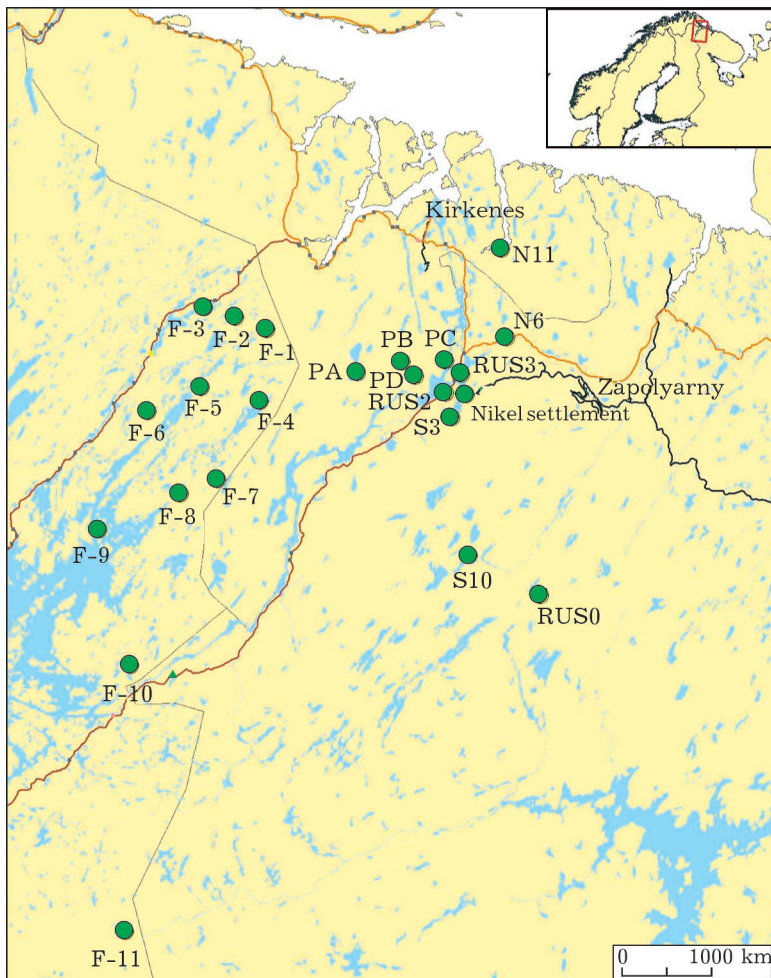 Kirkenes
N11
F-3
F-2
F-1
N6
PB
PC
PA
PD
RUS3
RUS2
Zapolyarny
F-5
F-4
F-6
Nikel settlement
S3
F-7
F-8
F-9
S10
RUS0
F-10
F-11
0 1000 km